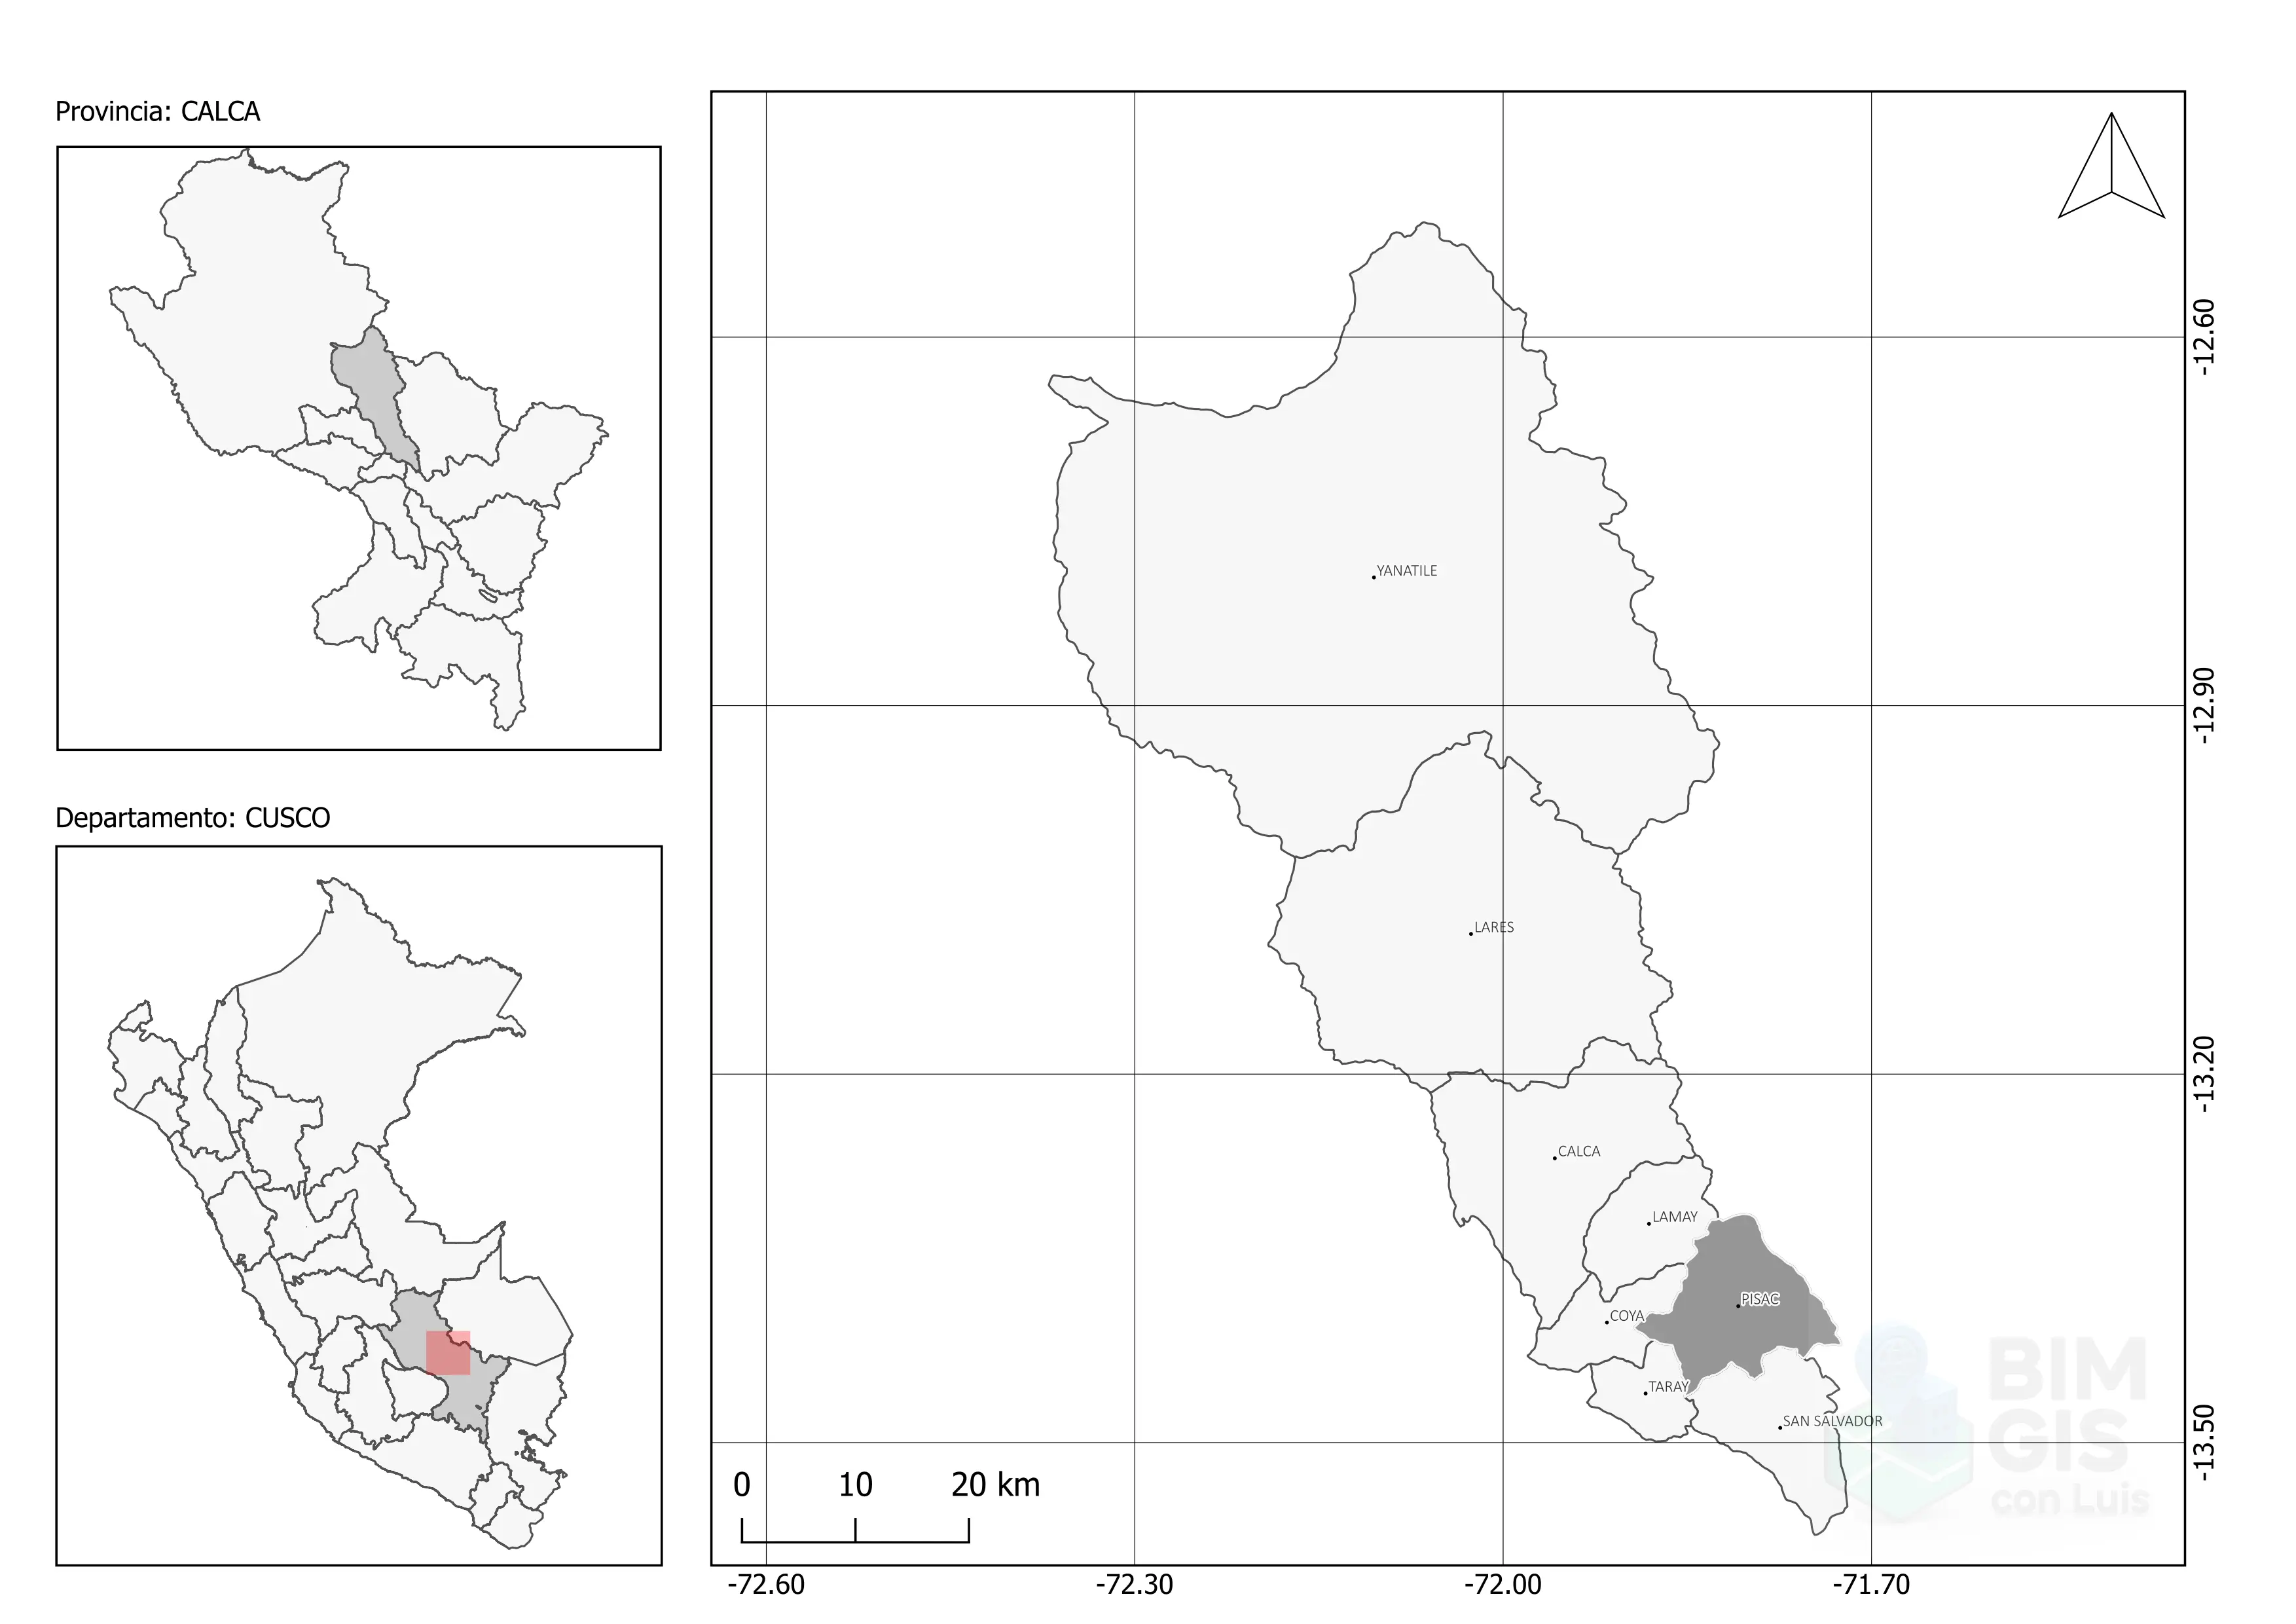 Provincia: CALCA
Departamento: CUSCO
YANATILE
LARES
CALCA
LAMAY
PISAC
COYA
TARAY
SAN SALVADOR
-12.60
-12.90
-13.20
-13.50
0 10 20 km
-72.60 -72.30 -72.00 -71.70
BIM
GIS
con Luis